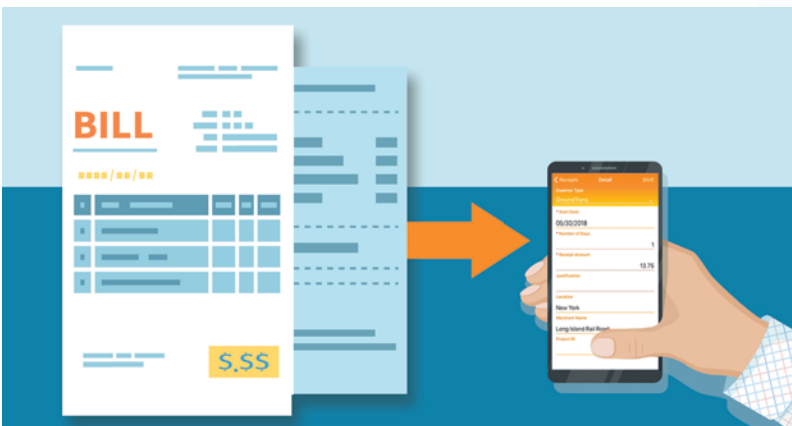 BILL
$.$$
Receipts Detail SAVE
Expense Type
Ground Trans
* Start Date
05/30/2018
* Number of Days
1
* Receipt Amount
13.75
Justification
Location
New York
Merchant Name
Long Island Rail Road
Project ID